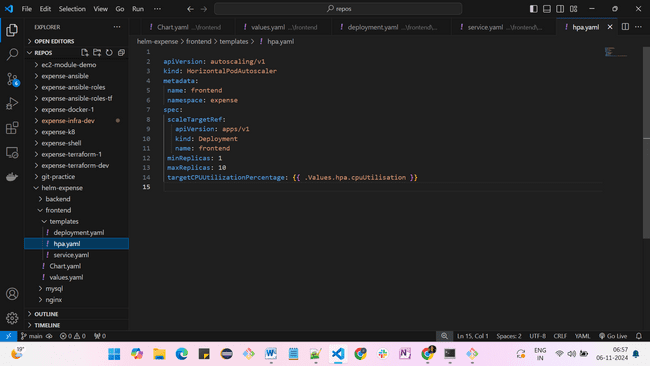 File Edit Selection View Go Run ··· repos
EXPLORER ···
OPEN EDITORS
REPOS
ec2-module-demo
expense-ansible
expense-ansible-roles
expense-ansible-roles-tf
expense-docker-1
expense-infra-dev
expense-k8
expense-shell
expense-terraform-1
expense-terraform-dev
git-practice
helm-expense
backend
frontend
templates
! deployment.yaml
! hpa.yaml
! service.yaml
! Chart.yaml
! values.yaml
mysql
nginx
OUTLINE
TIMELINE
! Chart.yaml ...\frontend ! values.yaml ...\frontend ! deployment.yaml ...\frontend\... ! service.yaml ...\frontend\... ! hpa.yaml
helm-expense > frontend > templates > ! hpa.yaml
1
2 apiVersion: autoscaling/v1
3 kind: HorizontalPodAutoscaler
4 metadata:
5 name: frontend
6 namespace: expense
7 spec:
8 scaleTargetRef:
9 apiVersion: apps/v1
10 kind: Deployment
11 name: frontend
12 minReplicas: 1
13 maxReplicas: 10
14 targetCPUUtilizationPercentage: {{ .Values.hpa.cpuUtilisation }}
15
main 0 0 0 Ln 15, Col 1 Spaces: 2 UTF-8 CRLF YAML Go Live
19° ENG IN 06:57
06-11-2024